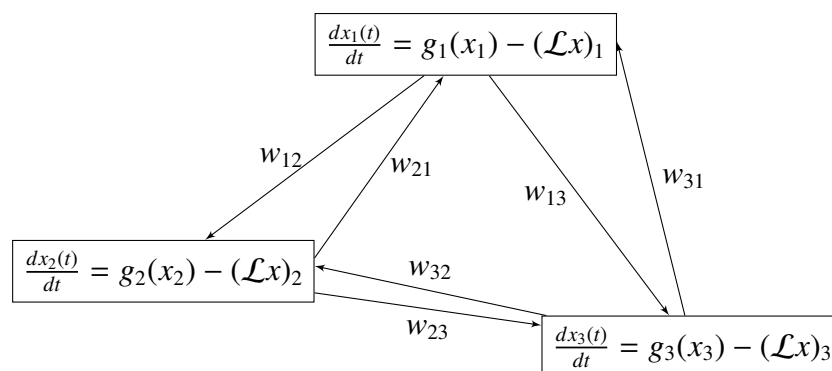 dx₁(t)/dt = g₁(x₁) − (ℒx)₁
w₁₂
w₂₁
w₁₃
w₃₁
dx₂(t)/dt = g₂(x₂) − (ℒx)₂
w₃₂
w₂₃
dx₃(t)/dt = g₃(x₃) − (ℒx)₃